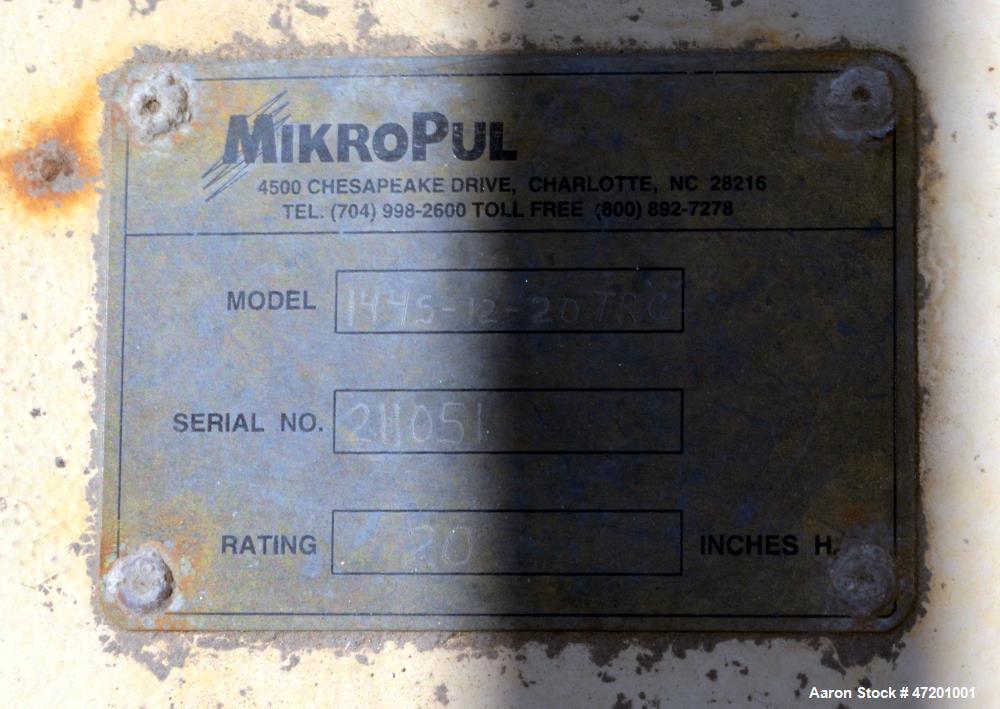 MIKROPUL
4500 CHESAPEAKE DRIVE, CHARLOTTE, NC 28216
TEL. (704) 998-2600 TOLL FREE (800) 892-7278
MODEL 144S-12-20 TRC
SERIAL NO. 211051
RATING 20 INCHES H.
Aaron Stock # 47201001